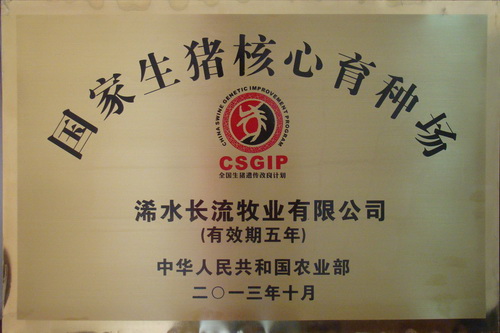 国家生猪核心育种场
CHINA SWINE GENETIC IMPROVEMENT PROGRAM
CSGIP
全国生猪遗传改良计划
浠水长流牧业有限公司
(有效期五年)
中华人民共和国农业部
二〇一三年十月